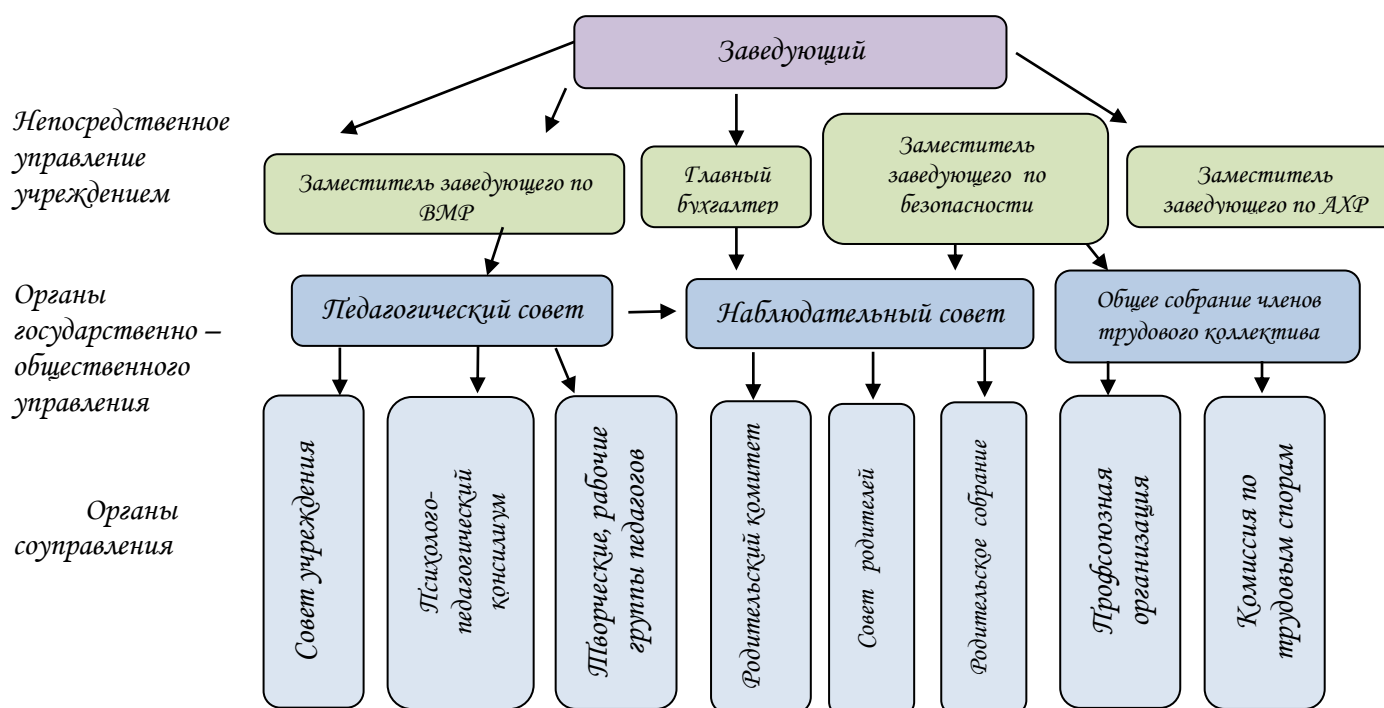 Заведующий
Непосредственное
управление
учреждением
Заместитель заведующего по
ВМР
Главный
бухгалтер
Заместитель
заведующего по
безопасности
Заместитель
заведующего по АХР
Органы
государственно –
общественного
управления
Педагогический совет
Наблюдательный совет
Общее собрание членов
трудового коллектива
Органы
соуправления
Совет учреждения
Психолого-
педагогический
консилиум
Творческие, рабочие
группы педагогов
Родительский комитет
Совет родителей
Родительское собрание
Профсоюзная
организация
Комиссия по
трудовым спорам